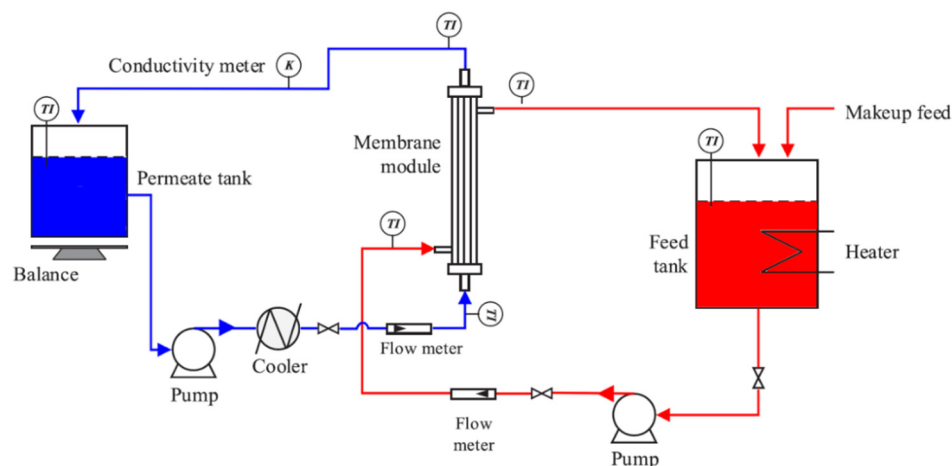 TI
Conductivity meter
K
TI
TI
Makeup feed
Membrane
module
TI
Permeate tank
TI
Feed
tank
Heater
Balance
TI
Flow meter
Cooler
Pump
Flow
meter
Pump